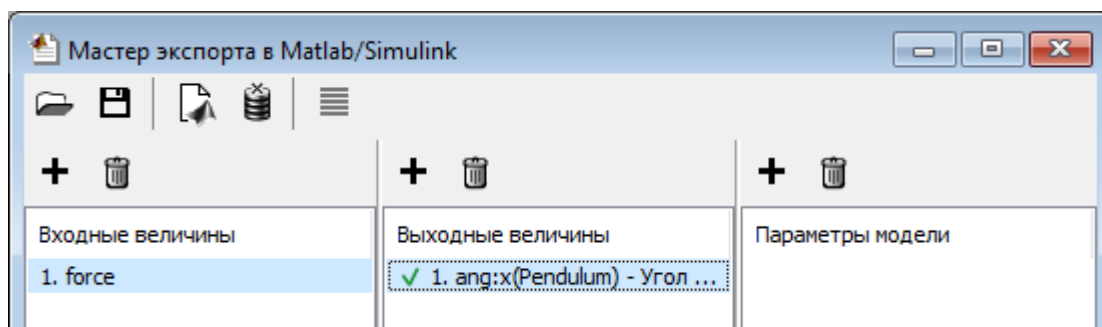 Мастер экспорта в Matlab/Simulink
Входные величины
1. force
Выходные величины
1. ang:x(Pendulum) - Угол ...
Параметры модели